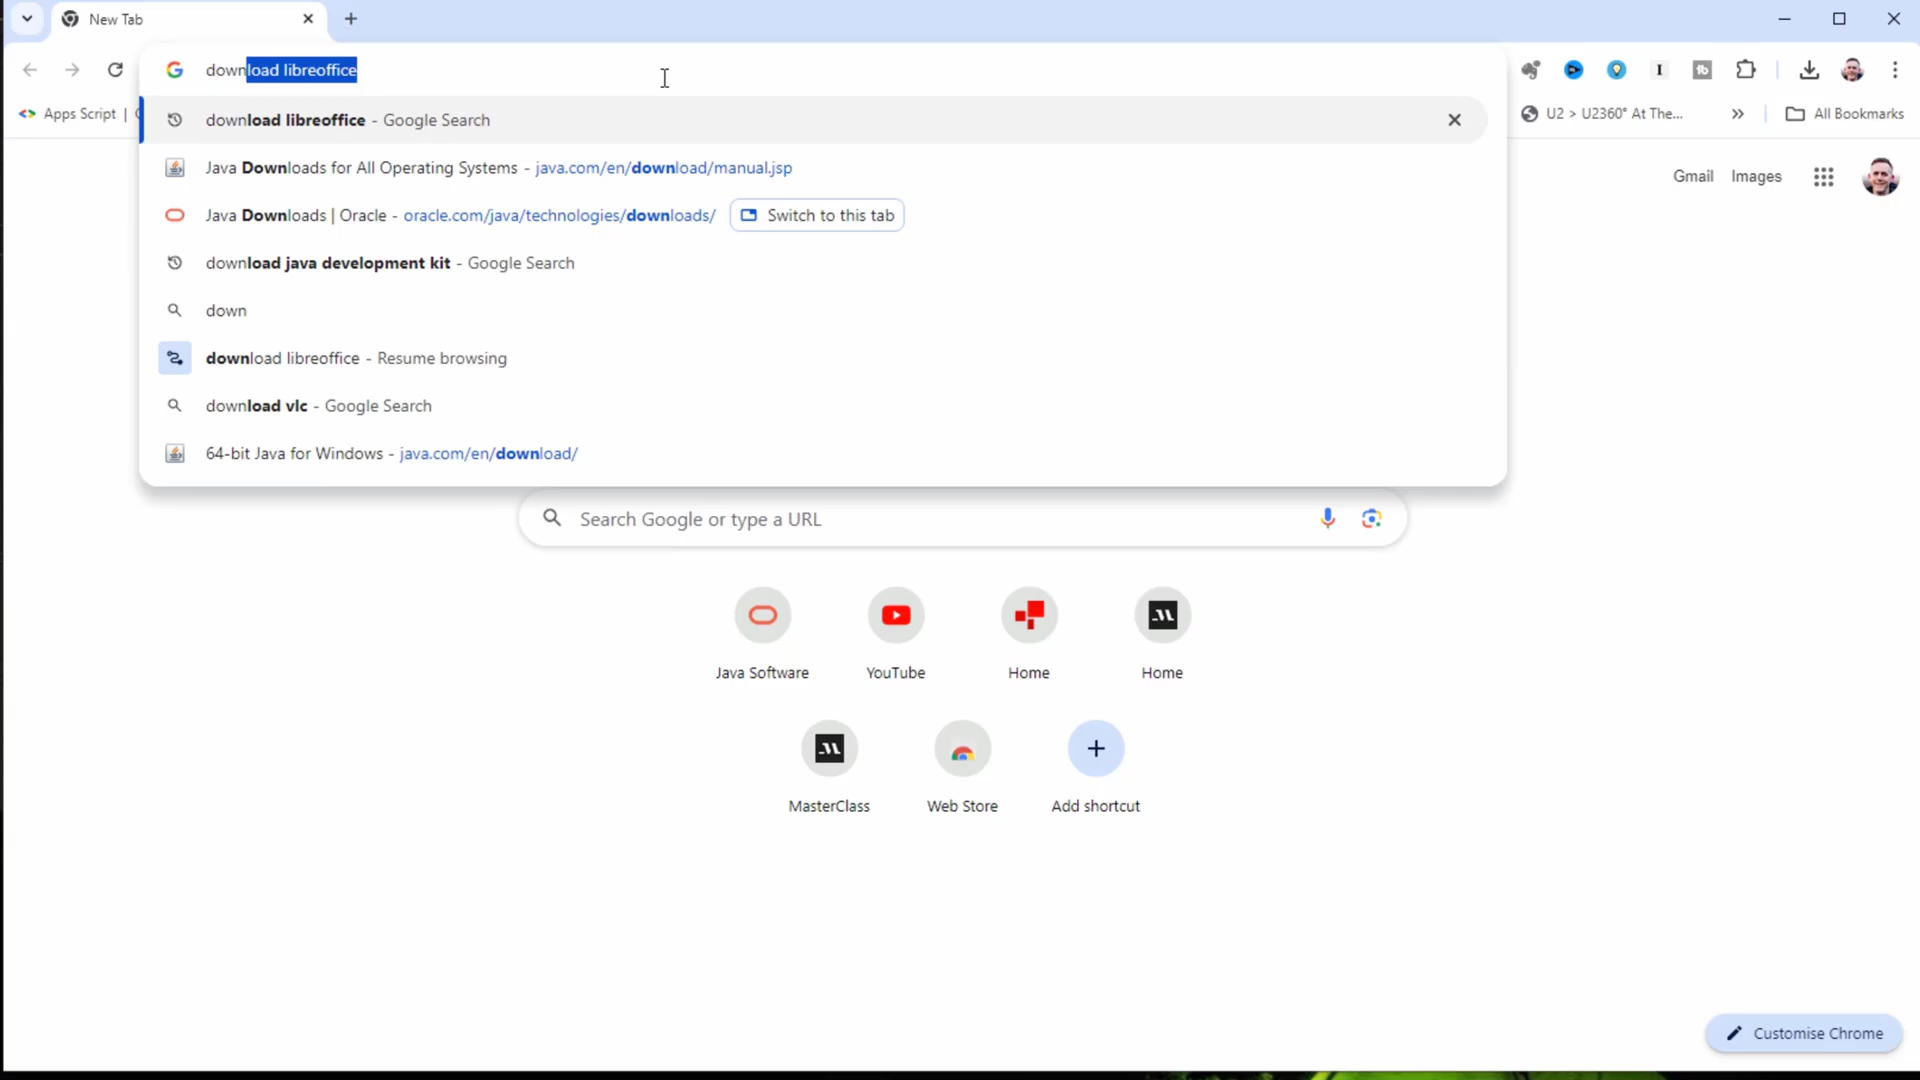 New Tab
download libreoffice
download libreoffice - Google Search
Java Downloads for All Operating Systems - java.com/en/download/manual.jsp
Java Downloads | Oracle - oracle.com/java/technologies/downloads/ Switch to this tab
download java development kit - Google Search
down
download libreoffice - Resume browsing
download vlc - Google Search
64-bit Java for Windows - java.com/en/download/
Apps Script |
U2 > U2360° At The...
All Bookmarks
Gmail Images
Search Google or type a URL
Java Software
YouTube
Home
Home
MasterClass
Web Store
Add shortcut
Customise Chrome